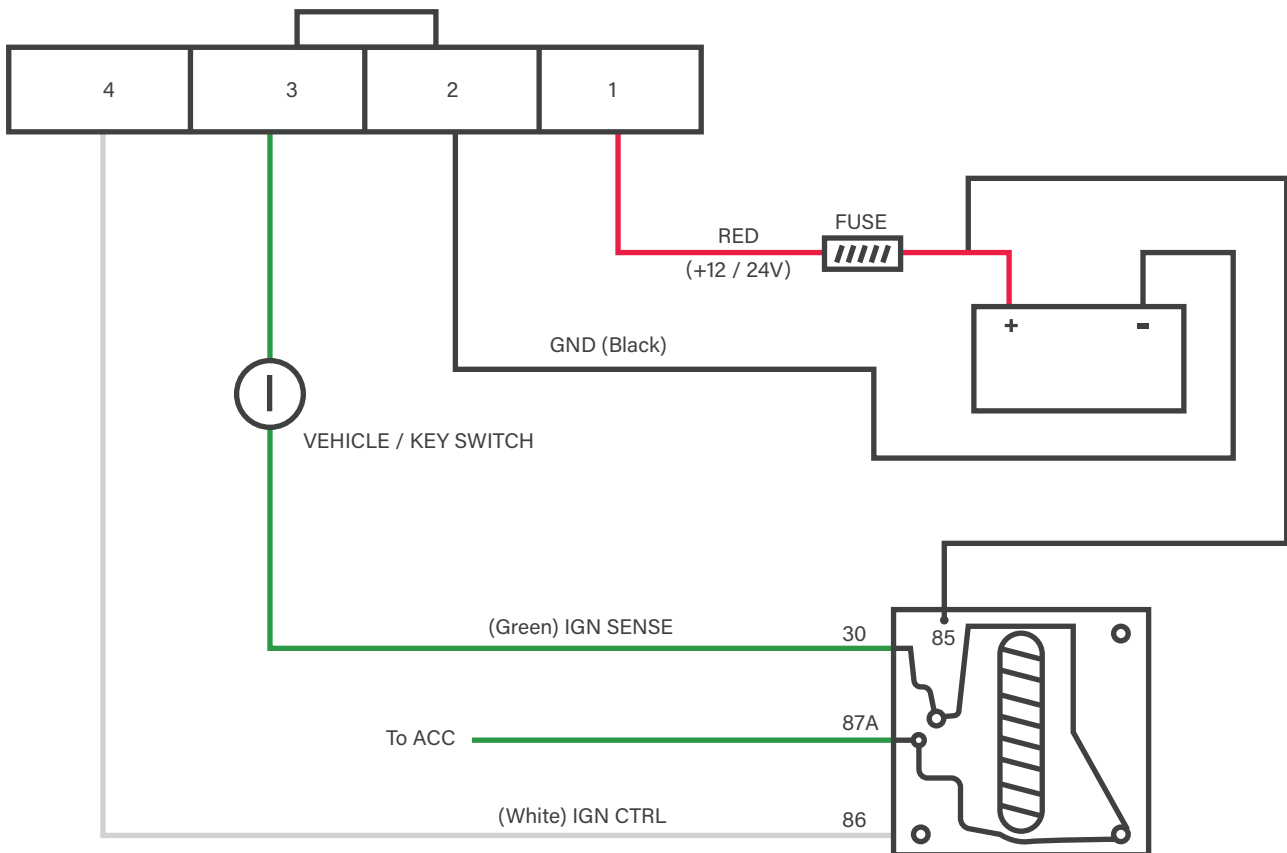 4
3
2
1
FUSE
RED
(+12 / 24V)
+
-
GND (Black)
VEHICLE / KEY SWITCH
(Green) IGN SENSE
30
85
To ACC
87A
(White) IGN CTRL
86